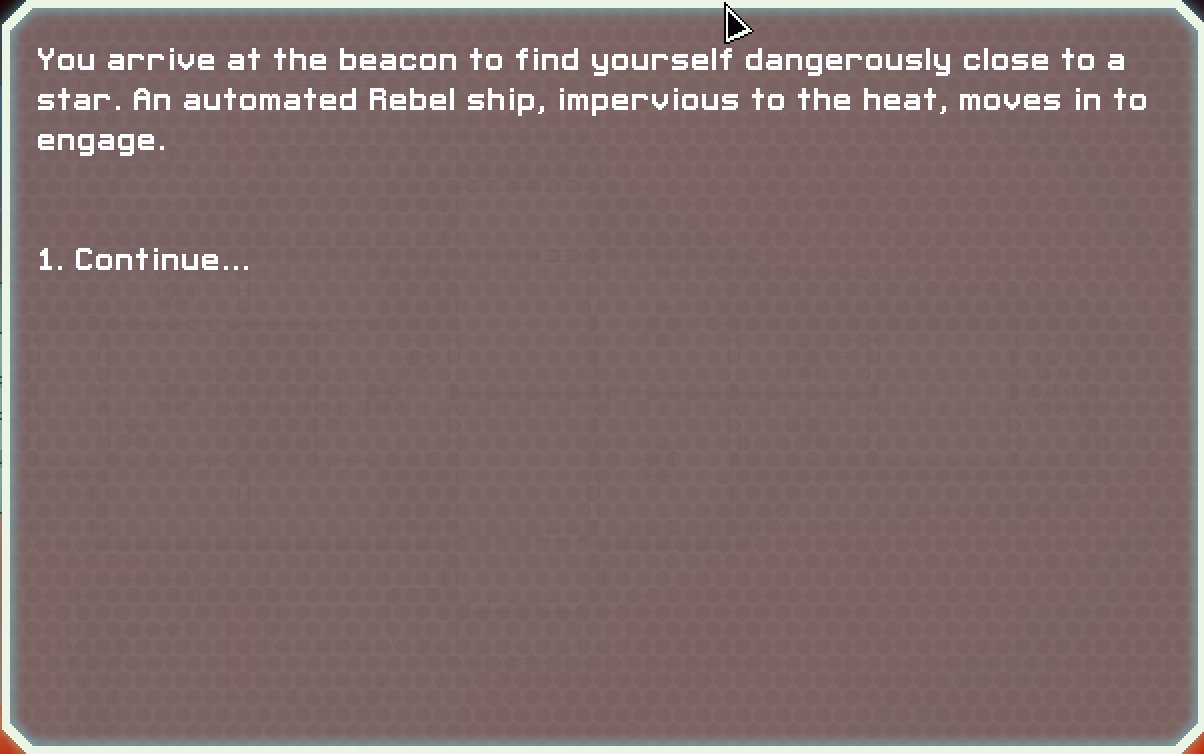 You arrive at the beacon to find yourself dangerously close to a
star. An automated Rebel ship, impervious to the heat, moves in to
engage.
1. Continue...